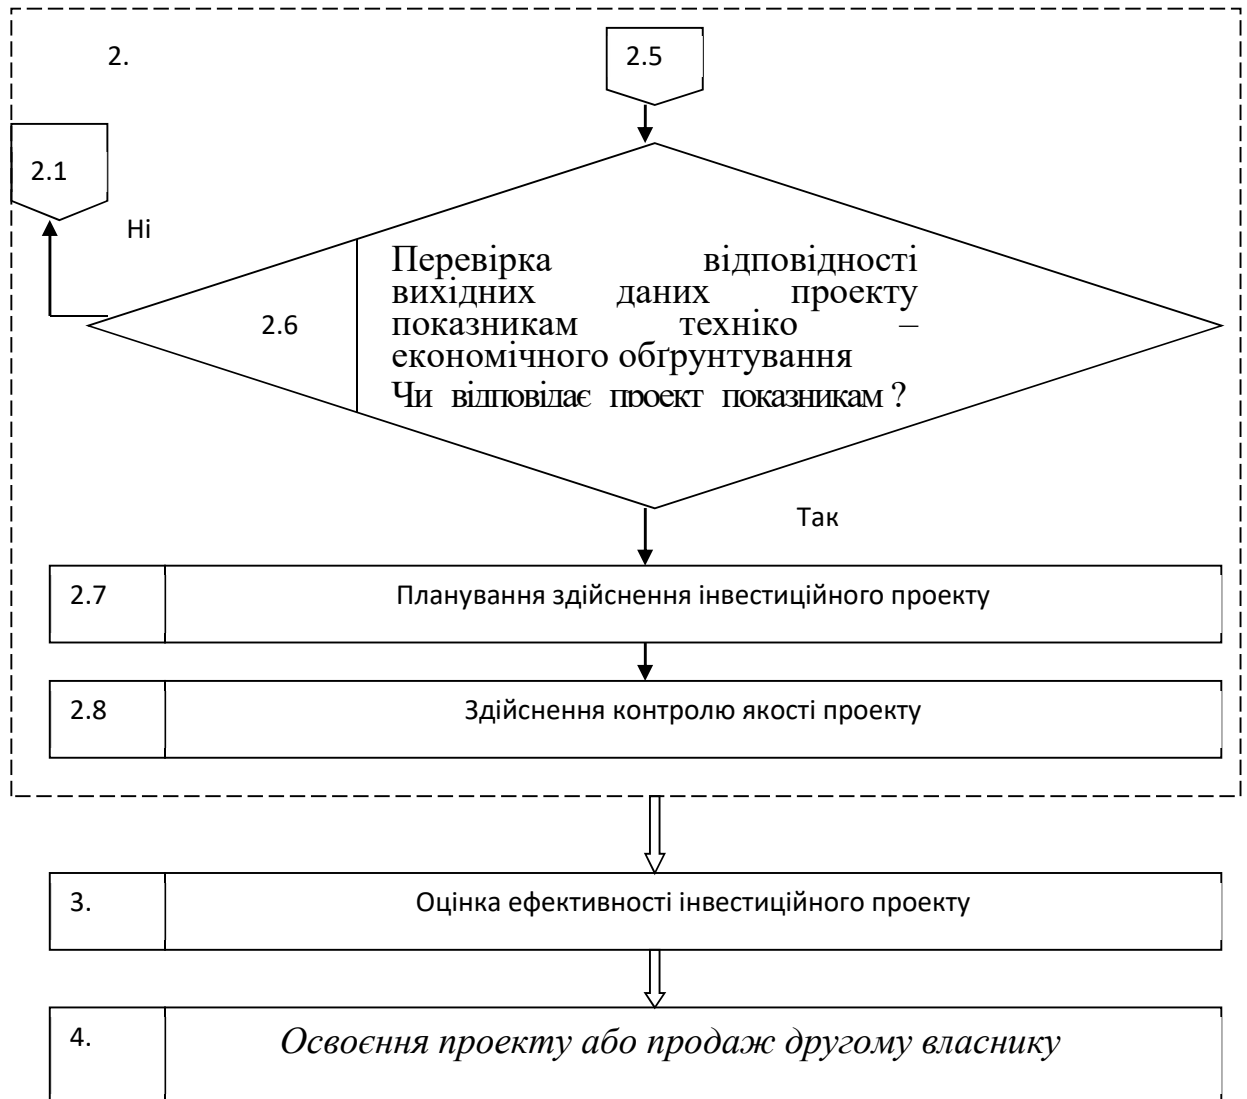 2.
2.5
2.1
Ні
Перевірка відповідності
вихідних даних проекту
2.6
показникам техніко –
економічного обґрунтування
Чи відповідає проект показникам ?
Так
2.7
Планування здійснення інвестиційного проекту
2.8
Здійснення контролю якості проекту
3.
Оцінка ефективності інвестиційного проекту
4.
Освоєння проекту або продаж другому власнику